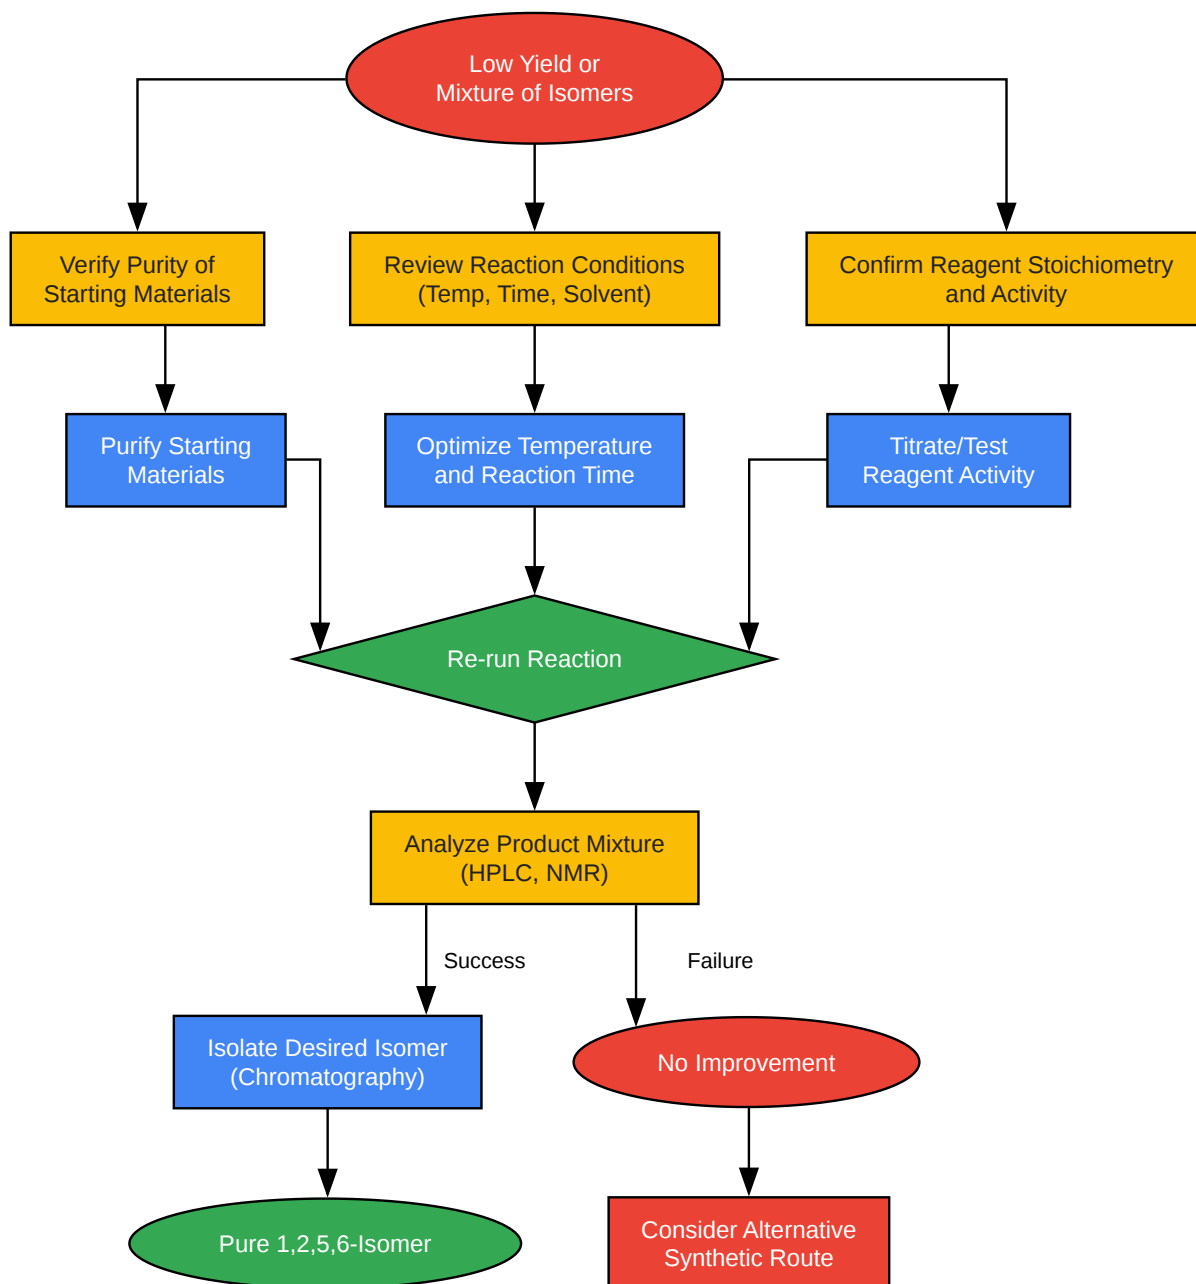 Low Yield or
Mixture of Isomers
Verify Purity of
Starting Materials
Review Reaction Conditions
(Temp, Time, Solvent)
Confirm Reagent Stoichiometry
and Activity
Purify Starting
Materials
Optimize Temperature
and Reaction Time
Titrate/Test
Reagent Activity
Re-run Reaction
Analyze Product Mixture
(HPLC, NMR)
Success
Failure
Isolate Desired Isomer
(Chromatography)
No Improvement
Pure 1,2,5,6-Isomer
Consider Alternative
Synthetic Route